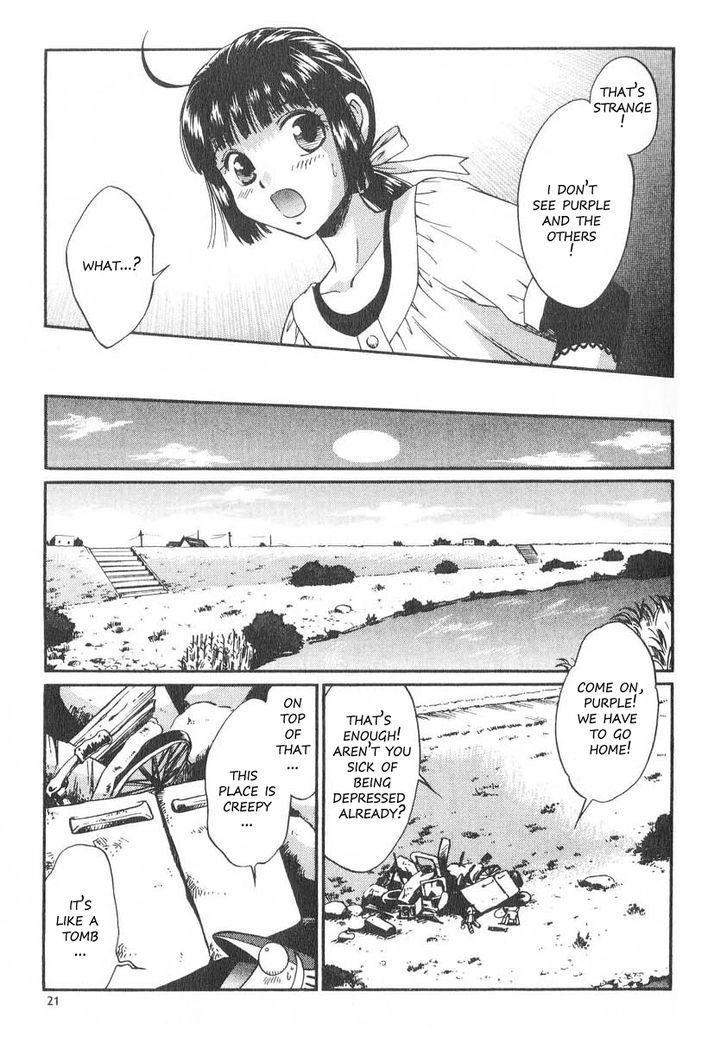 THAT'S
STRANGE
!
I DON'T
SEE PURPLE
AND THE
OTHERS
!
WHAT...?
COME ON,
PURPLE!
WE HAVE
TO GO
HOME!
THAT'S
ENOUGH!
AREN'T YOU
SICK OF
BEING
DEPRESSED
ALREADY?
ON
TOP
OF
THAT
...
THIS
PLACE IS
CREEPY
...
IT'S
LIKE A
TOMB
...
21